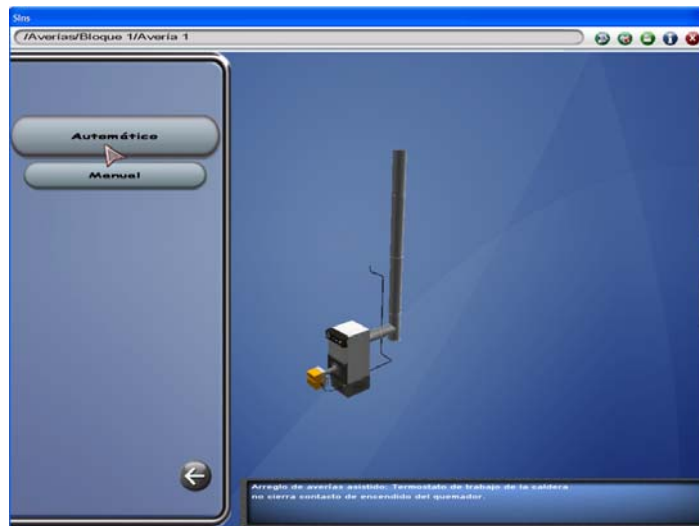 SIns
/Averías/Bloque 1/Avería 1
Automático
Manual
Arreglo de averías asistido: Termostato de trabajo de la caldera
no cierra contacto de encendido del quemador.